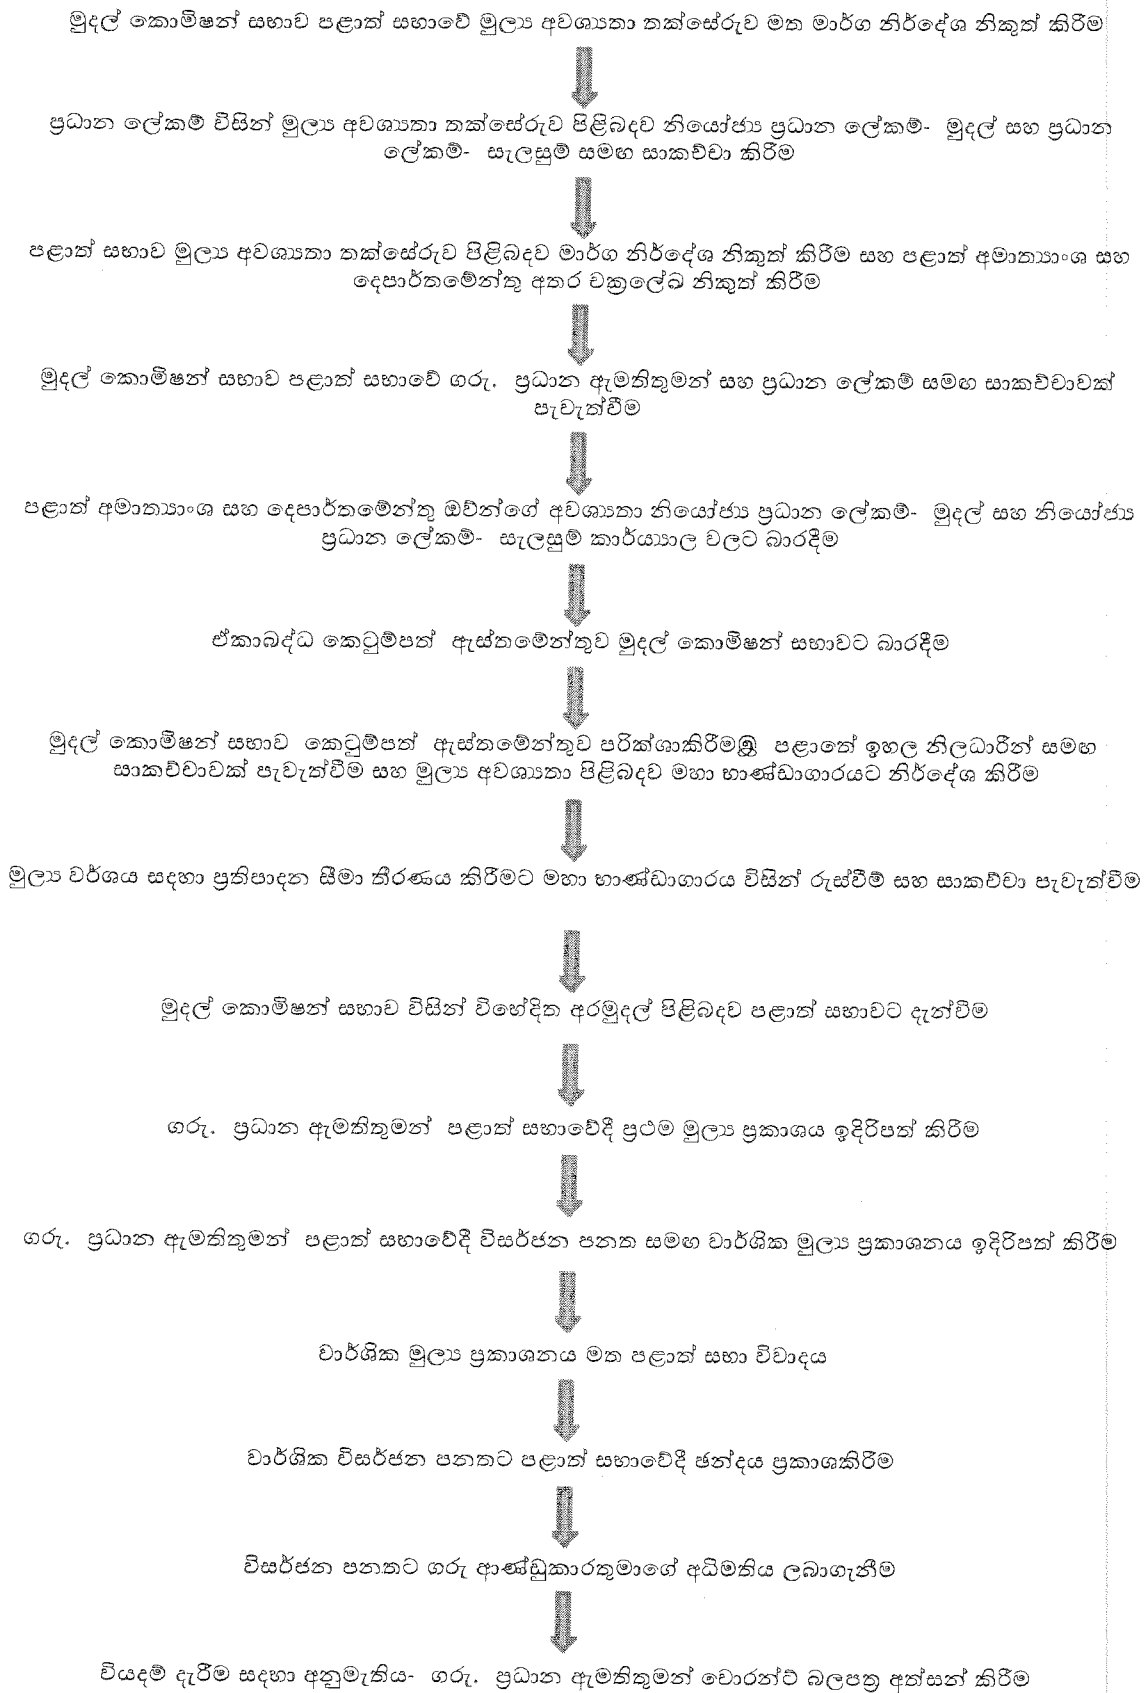 මුදල් කොමිෂන් සභාව පළාත් සභාවේ මුල්‍ය අවශ්‍යතා තක්සේරුව මත මාර්ග නිර්දේශ නිකුත් කිරීම
ප්‍රධාන ලේකම් විසින් මුල්‍ය අවශ්‍යතා තක්සේරුව පිළිබදව නියෝජ්‍ය ප්‍රධාන ලේකම්- මුදල් සහ ප්‍රධාන
ලේකම්- සැලසුම් සමඟ සාකච්චා කිරීම
පළාත් සභාව මුල්‍ය අවශ්‍යතා තක්සේරුව පිළිබදව මාර්ග නිර්දේශ නිකුත් කිරීම සහ පළාත් අමාත්‍යාංශ සහ
දෙපාර්තමේන්තු අතර චක්‍රලේඛ නිකුත් කිරීම
මුදල් කොමිෂන් සභාව පළාත් සභාවේ ගරු. ප්‍රධාන ඇමතිතුමන් සහ ප්‍රධාන ලේකම් සමඟ සාකච්චාවක්
පැවැත්වීම
පළාත් අමාත්‍යාංශ සහ දෙපාර්තමේන්තු ඔව්න්ගේ අවශ්‍යතා නියෝජ්‍ය ප්‍රධාන ලේකම්- මුදල් සහ නියෝජ්‍ය
ප්‍රධාන ලේකම්- සැලසුම් කාර්යාල වලට බාරදීම
ඒකාබද්ධ කෙටුම්පත් ඇස්තමේන්තුව මුදල් කොමිෂන් සභාවට බාරදීම
මුදල් කොමිෂන් සභාව කෙටුම්පත් ඇස්තමේන්තුව පරික්ශාකිරීම පළාතේ ඉහල නිලධාරීන් සමඟ
සාකච්චාවක් පැවැත්වීම සහ මුල්‍ය අවශ්‍යතා පිළිබදව මහා භාණ්ඩාගාරයට නිර්දේශ කිරීම
මුල්‍ය වර්ශය සදහා ප්‍රතිපාදන සීමා තීරණය කිරීමට මහා භාණ්ඩාගාරය විසින් රුස්වීම් සහ සාකච්චා පැවැත්වීම
මුදල් කොමිෂන් සභාව විසින් විභේදිත අරමුදල් පිළිබදව පළාත් සභාවට දැන්වීම
ගරු. ප්‍රධාන ඇමතිතුමන් පළාත් සභාවේදී ප්‍රථම මුල්‍ය ප්‍රකාශය ඉදිරිපත් කිරීම
ගරු. ප්‍රධාන ඇමතිතුමන් පළාත් සභාවේදී විසර්ජන පනත සමඟ වාර්ශික මුල්‍ය ප්‍රකාශනය ඉදිරිපත් කිරීම
වාර්ශික මුල්‍ය ප්‍රකාශනය මත පළාත් සභා විවාදය
වාර්ශික විසර්ජන පනතට පළාත් සභාවේදී ඡන්දය ප්‍රකාශකිරීම
විසර්ජන පනතට ගරු ආණ්ඩුකාරතුමාගේ අධිමතිය ලබාගැනීම
වියදම් දැරීම සදහා අනුමැතිය- ගරු. ප්‍රධාන ඇමතිතුමන් වොරන්ට් බලපත්‍ර අත්සන් කිරීම